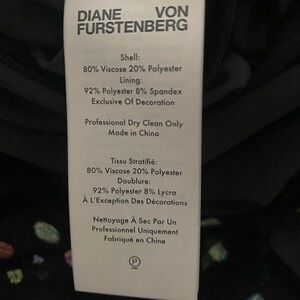 DIANE VON
FURSTENBERG
Shell:
80% Viscose 20% Polyester
Lining:
92% Polyester 8% Spandex
Exclusive Of Decoration
Professional Dry Clean Only
Made in China
Tissu Stratifié:
80% Viscose 20% Polyester
Doublure:
92% Polyester 8% Lycra
À L'Exception Des Décorations
Nettoyage À Sec Par Un
Professionnel Uniquement
Fabriqué en Chine
P